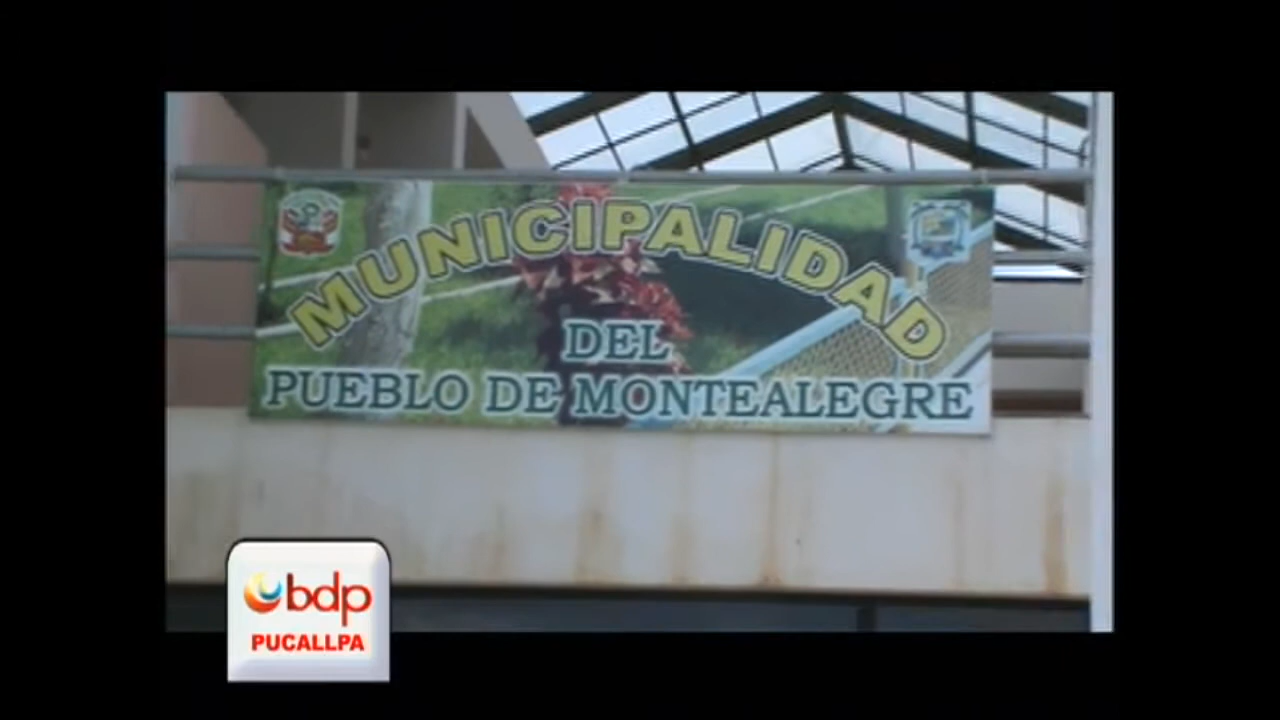 MUNICIPALIDAD
DEL
PUEBLO DE MONTEALEGRE
bdp
PUCALLPA